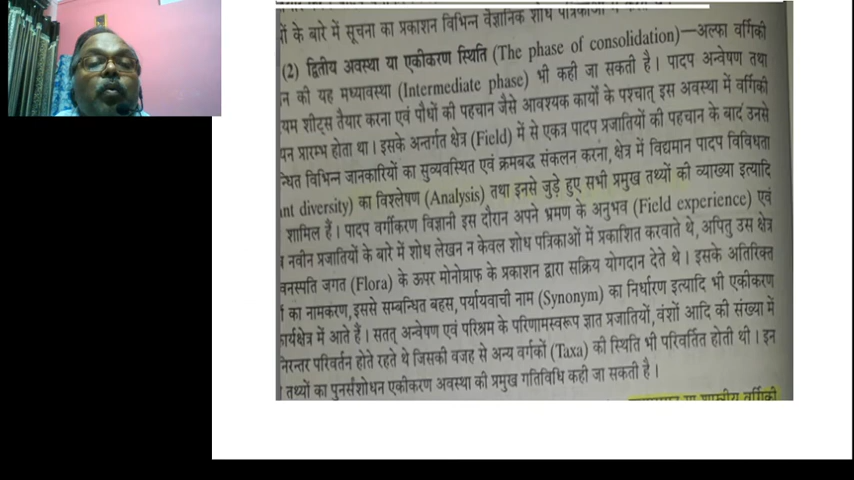 ों के बारे में सूचना का प्रकाशन विभिन्न वैज्ञानिक शोध पत्रिकाओं में
(2) द्वितीय अवस्था या एकीकरण स्थिति (The phase of consolidation)—अल्फा वर्गिकी
न की यह मध्यावस्था (Intermediate phase) भी कही जा सकती है । पादप अन्वेषण तथा
यम शीट्स तैयार करना एवं पौधों की पहचान जैसे आवश्यक कार्यों के पश्चात् इस अवस्था में वर्गिकी
यन प्रारम्भ होता था । इसके अन्तर्गत क्षेत्र (Field) में से एकत्र पादप प्रजातियों की पहचान के बाद उनसे
न्धित विभिन्न जानकारियों का सुव्यवस्थित एवं क्रमबद्ध संकलन करना, क्षेत्र में विद्यमान पादप विविधता
ant diversity) का विश्लेषण (Analysis) तथा इनसे जुड़े हुए सभी प्रमुख तथ्यों की व्याख्या इत्यादि
शामिल हैं । पादप वर्गीकरण विज्ञानी इस दौरान अपने भ्रमण के अनुभव (Field experience) एवं
नवीन प्रजातियों के बारे में शोध लेखन न केवल शोध पत्रिकाओं में प्रकाशित करवाते थे, अपितु उस क्षेत्र
वनस्पति जगत (Flora) के ऊपर मोनोग्राफ के प्रकाशन द्वारा सक्रिय योगदान देते थे । इसके अतिरिक्त
का नामकरण, इससे सम्बन्धित बहस, पर्यायवाची नाम (Synonym) का निर्धारण इत्यादि भी एकीकरण
कार्यक्षेत्र में आते हैं । सतत् अन्वेषण एवं परिश्रम के परिणामस्वरूप ज्ञात प्रजातियों, वंशों आदि की संख्या में
निरन्तर परिवर्तन होते रहते थे जिसकी वजह से अन्य वर्गकों (Taxa) की स्थिति भी परिवर्तित होती थी । इन
तथ्यों का पुनर्संशोधन एकीकरण अवस्था की प्रमुख गतिविधि कही जा सकती है ।
या शास्त्रीय वर्गिकी